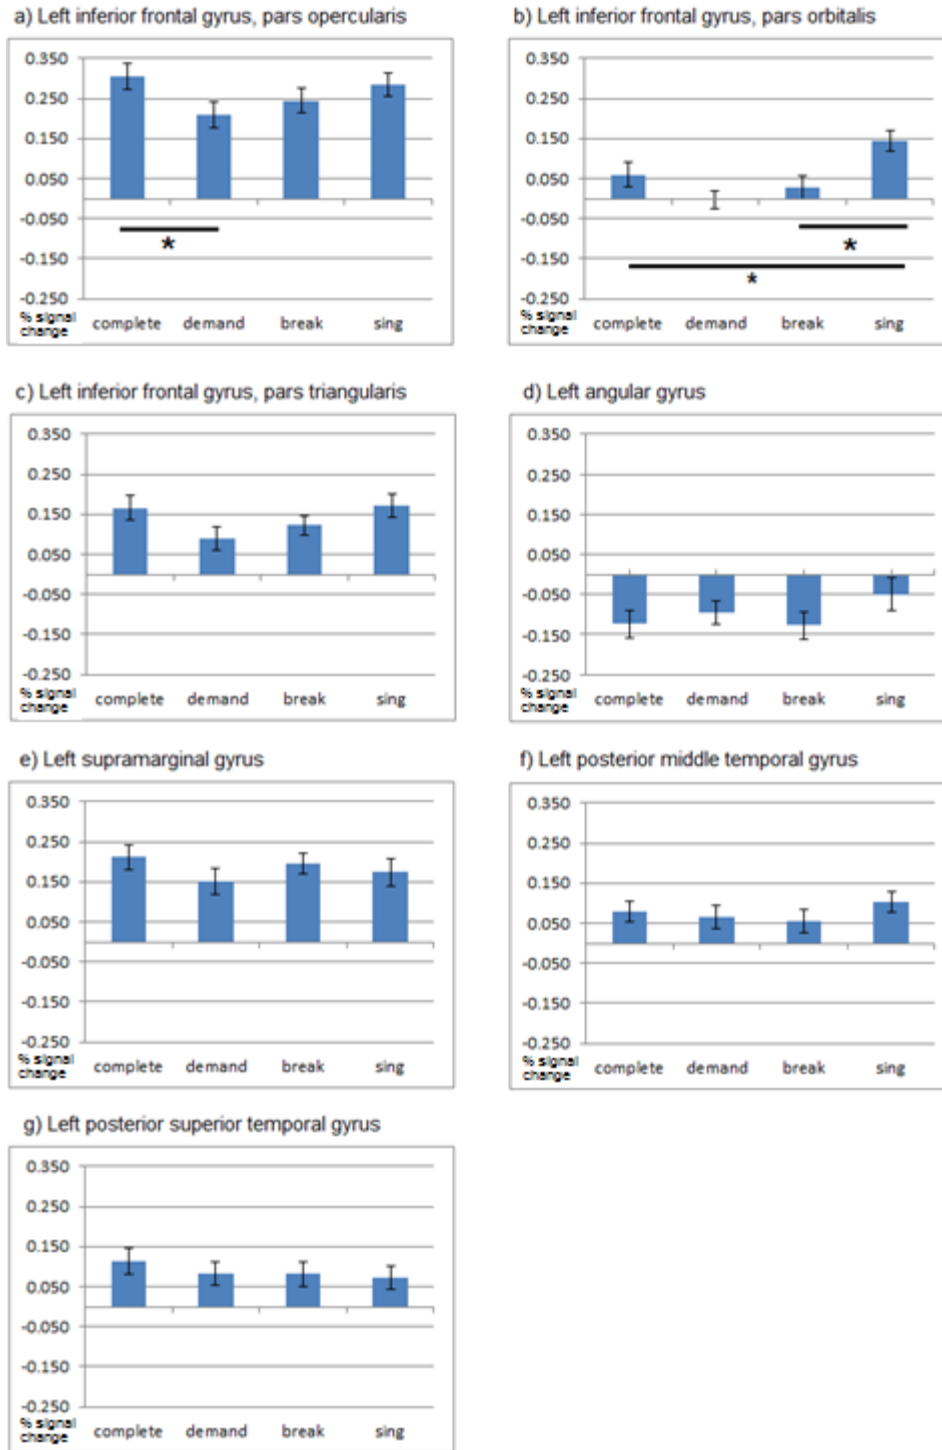 a) Left inferior frontal gyrus, pars opercularis
0.350
0.250
0.150
0.050
-0.050
*
-0.150
-0.250
% signal
change
complete demand break sing
b) Left inferior frontal gyrus, pars orbitalis
0.350
0.250
0.150
0.050
-0.050
*
-0.150
*
-0.250
% signal
change
complete demand break sing
c) Left inferior frontal gyrus, pars triangularis
0.350
0.250
0.150
0.050
-0.050
-0.150
-0.250
% signal
change
complete demand break sing
d) Left angular gyrus
0.350
0.250
0.150
0.050
-0.050
-0.150
-0.250
% signal
change
complete demand break sing
e) Left supramarginal gyrus
0.350
0.250
0.150
0.050
-0.050
-0.150
-0.250
% signal
change
complete demand break sing
f) Left posterior middle temporal gyrus
0.350
0.250
0.150
0.050
-0.050
-0.150
-0.250
% signal
change
complete demand break sing
g) Left posterior superior temporal gyrus
0.350
0.250
0.150
0.050
-0.050
-0.150
-0.250
% signal
change
complete demand break sing